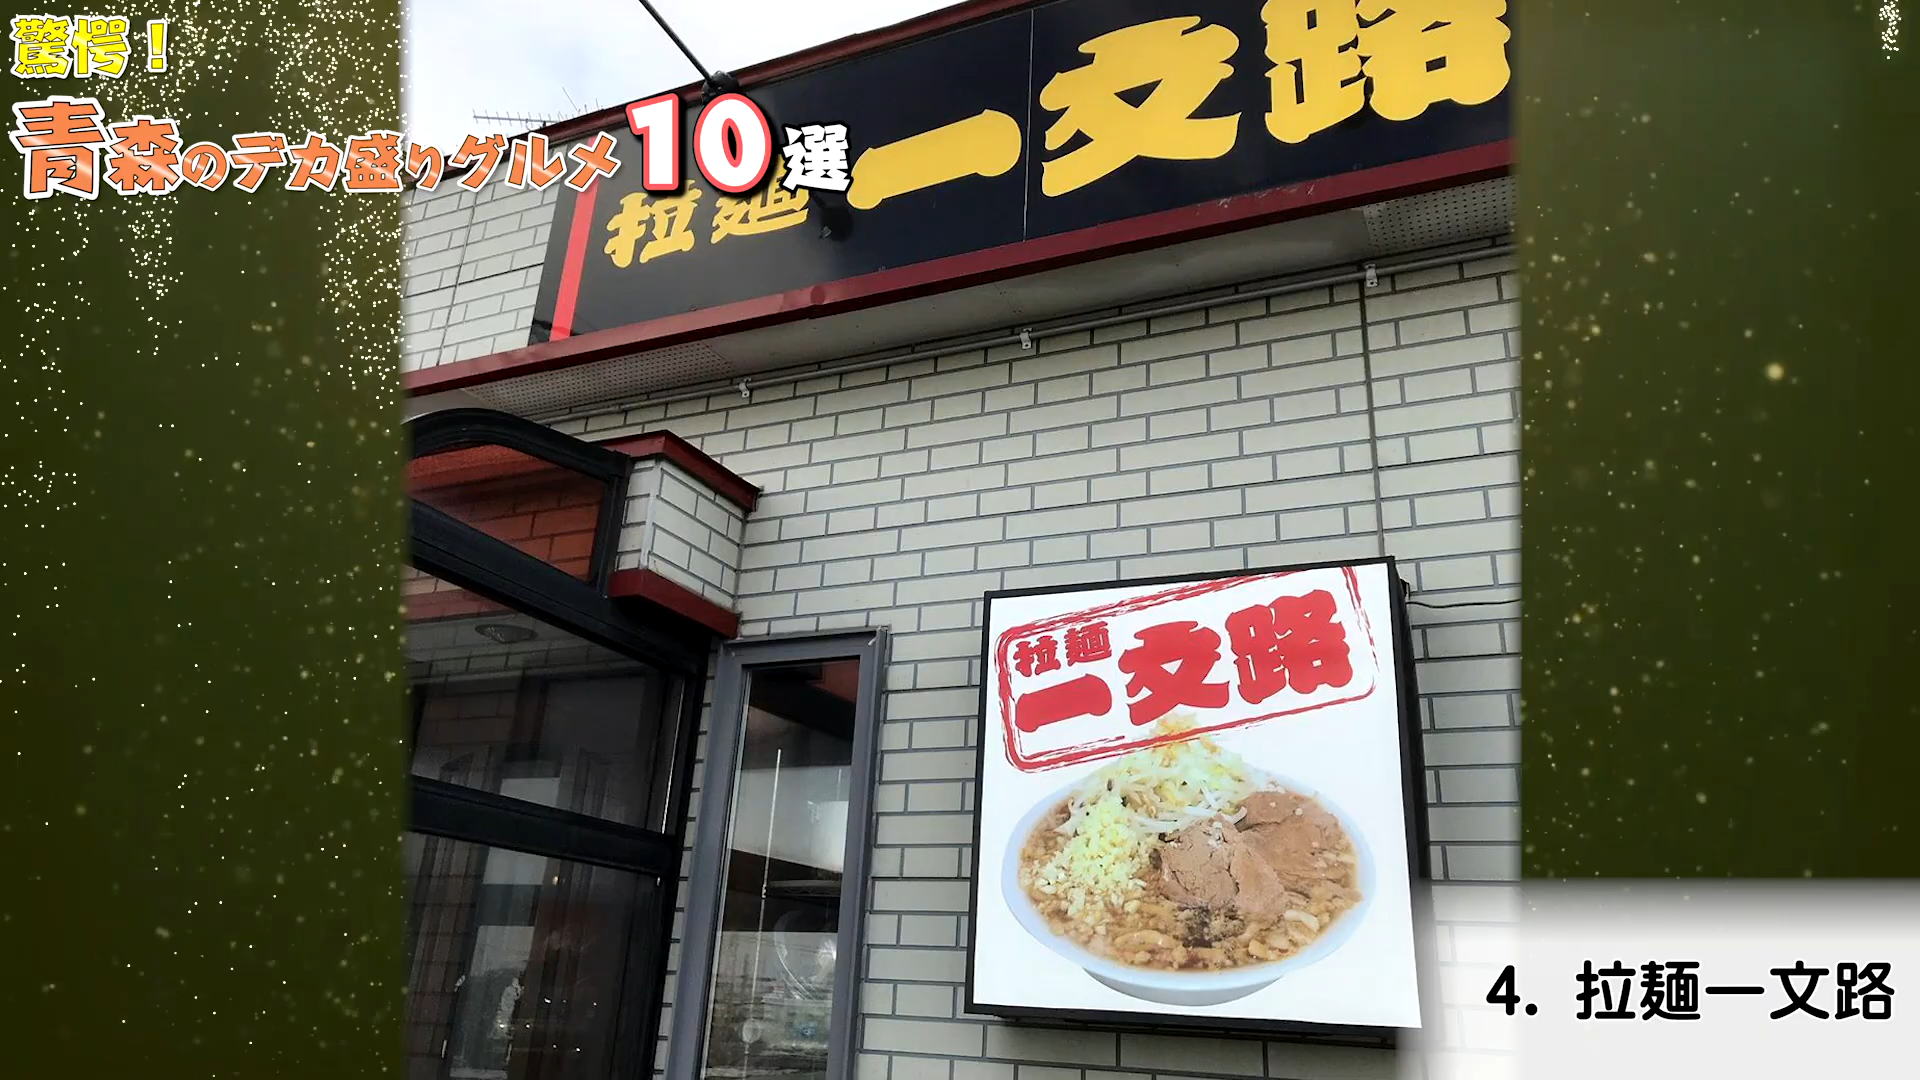 驚愕！
青森のデカ盛りグルメ10選
拉麺一文路
拉麺
一文路
4. 拉麺一文路